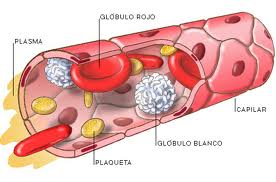 GLÓBULO ROJO
PLASMA
CAPILAR
GLÓBULO BLANCO
PLAQUETA